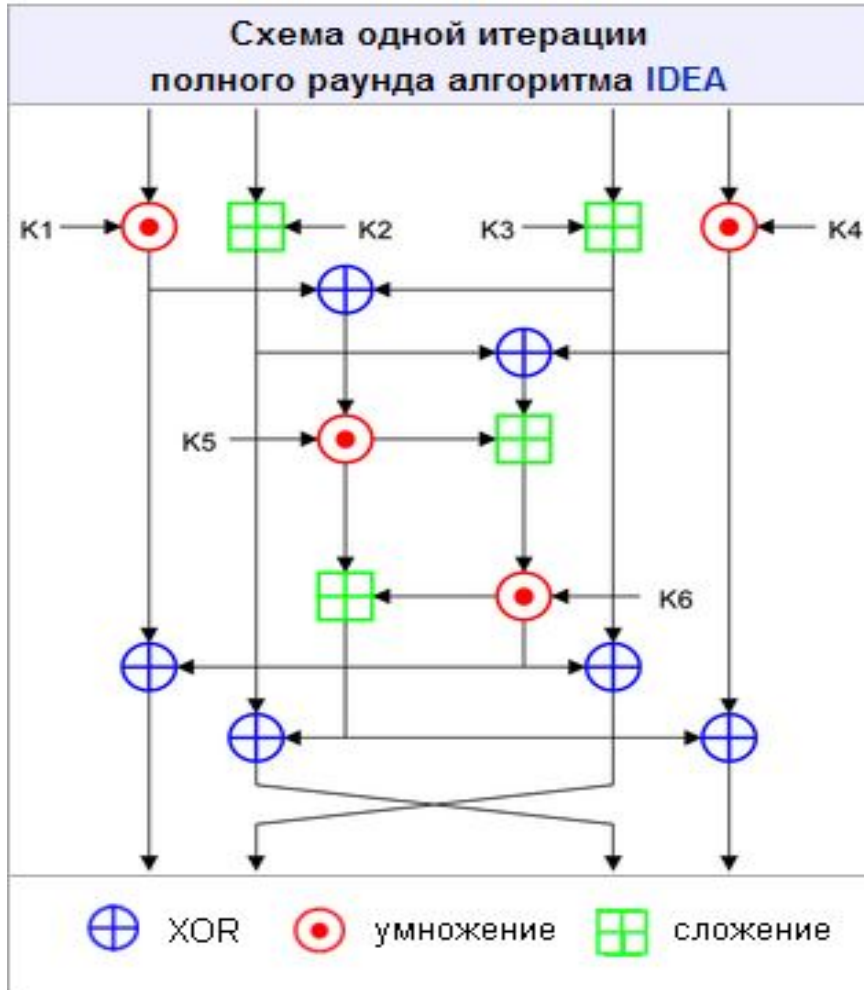 Схема одной итерации
полного раунда алгоритма IDEA
K1
K2
K3
K4
K5
K6
XOR
умножение
сложение